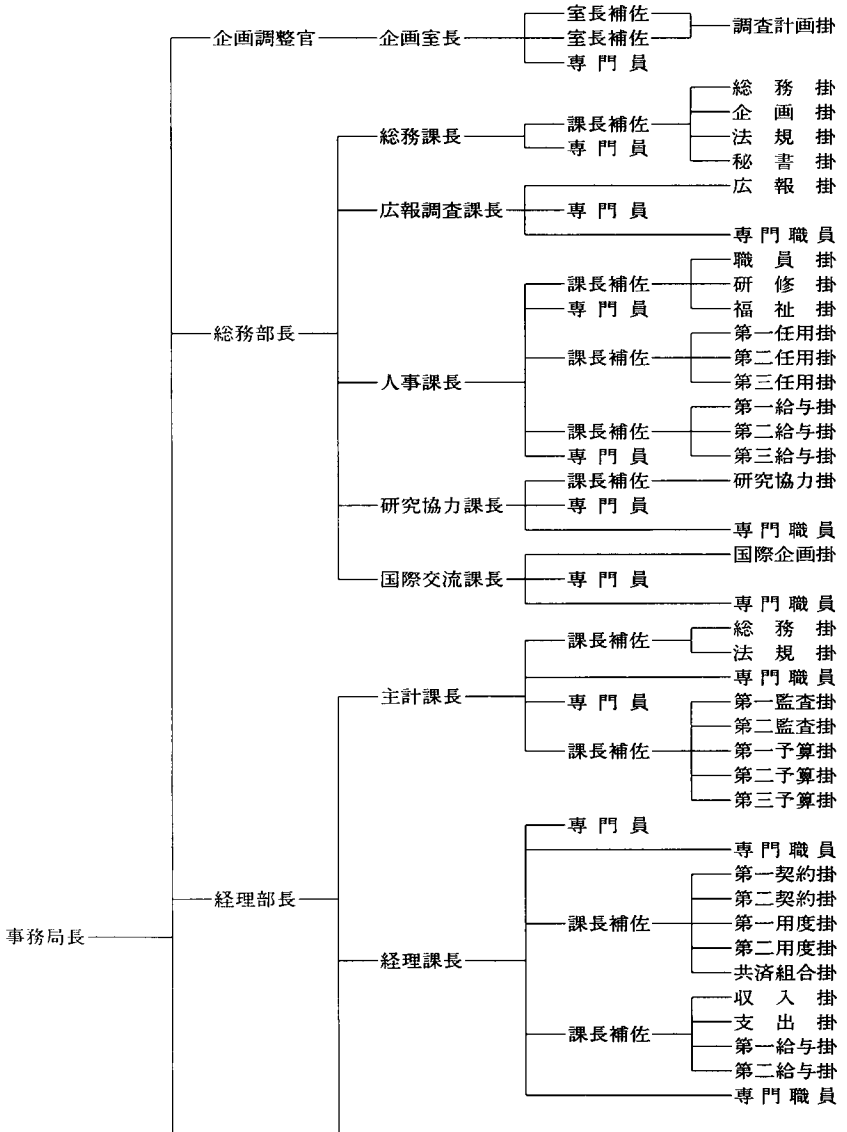 企画調整官 企画室長 室長補佐 調査計画掛
室長補佐
専門員
総務掛
課長補佐 企画掛
総務課長 法規掛
専門員 秘書掛
広報掛
広報調査課長 専門員
専門職員
職員掛
課長補佐 研修掛
専門員 福祉掛
総務部長 第一任用掛
課長補佐 第二任用掛
人事課長 第三任用掛
第一給与掛
課長補佐 第二給与掛
専門員 第三給与掛
課長補佐 研究協力掛
研究協力課長 専門員
専門職員
国際企画掛
国際交流課長 専門員
専門職員
総務掛
課長補佐 法規掛
専門職員
主計課長 専門員 第一監査掛
第二監査掛
課長補佐 第一予算掛
第二予算掛
第三予算掛
専門員
専門職員
経理部長 第一契約掛
第二契約掛
事務局長 課長補佐 第一用度掛
第二用度掛
経理課長 共済組合掛
収入掛
支出掛
課長補佐 第一給与掛
第二給与掛
専門職員